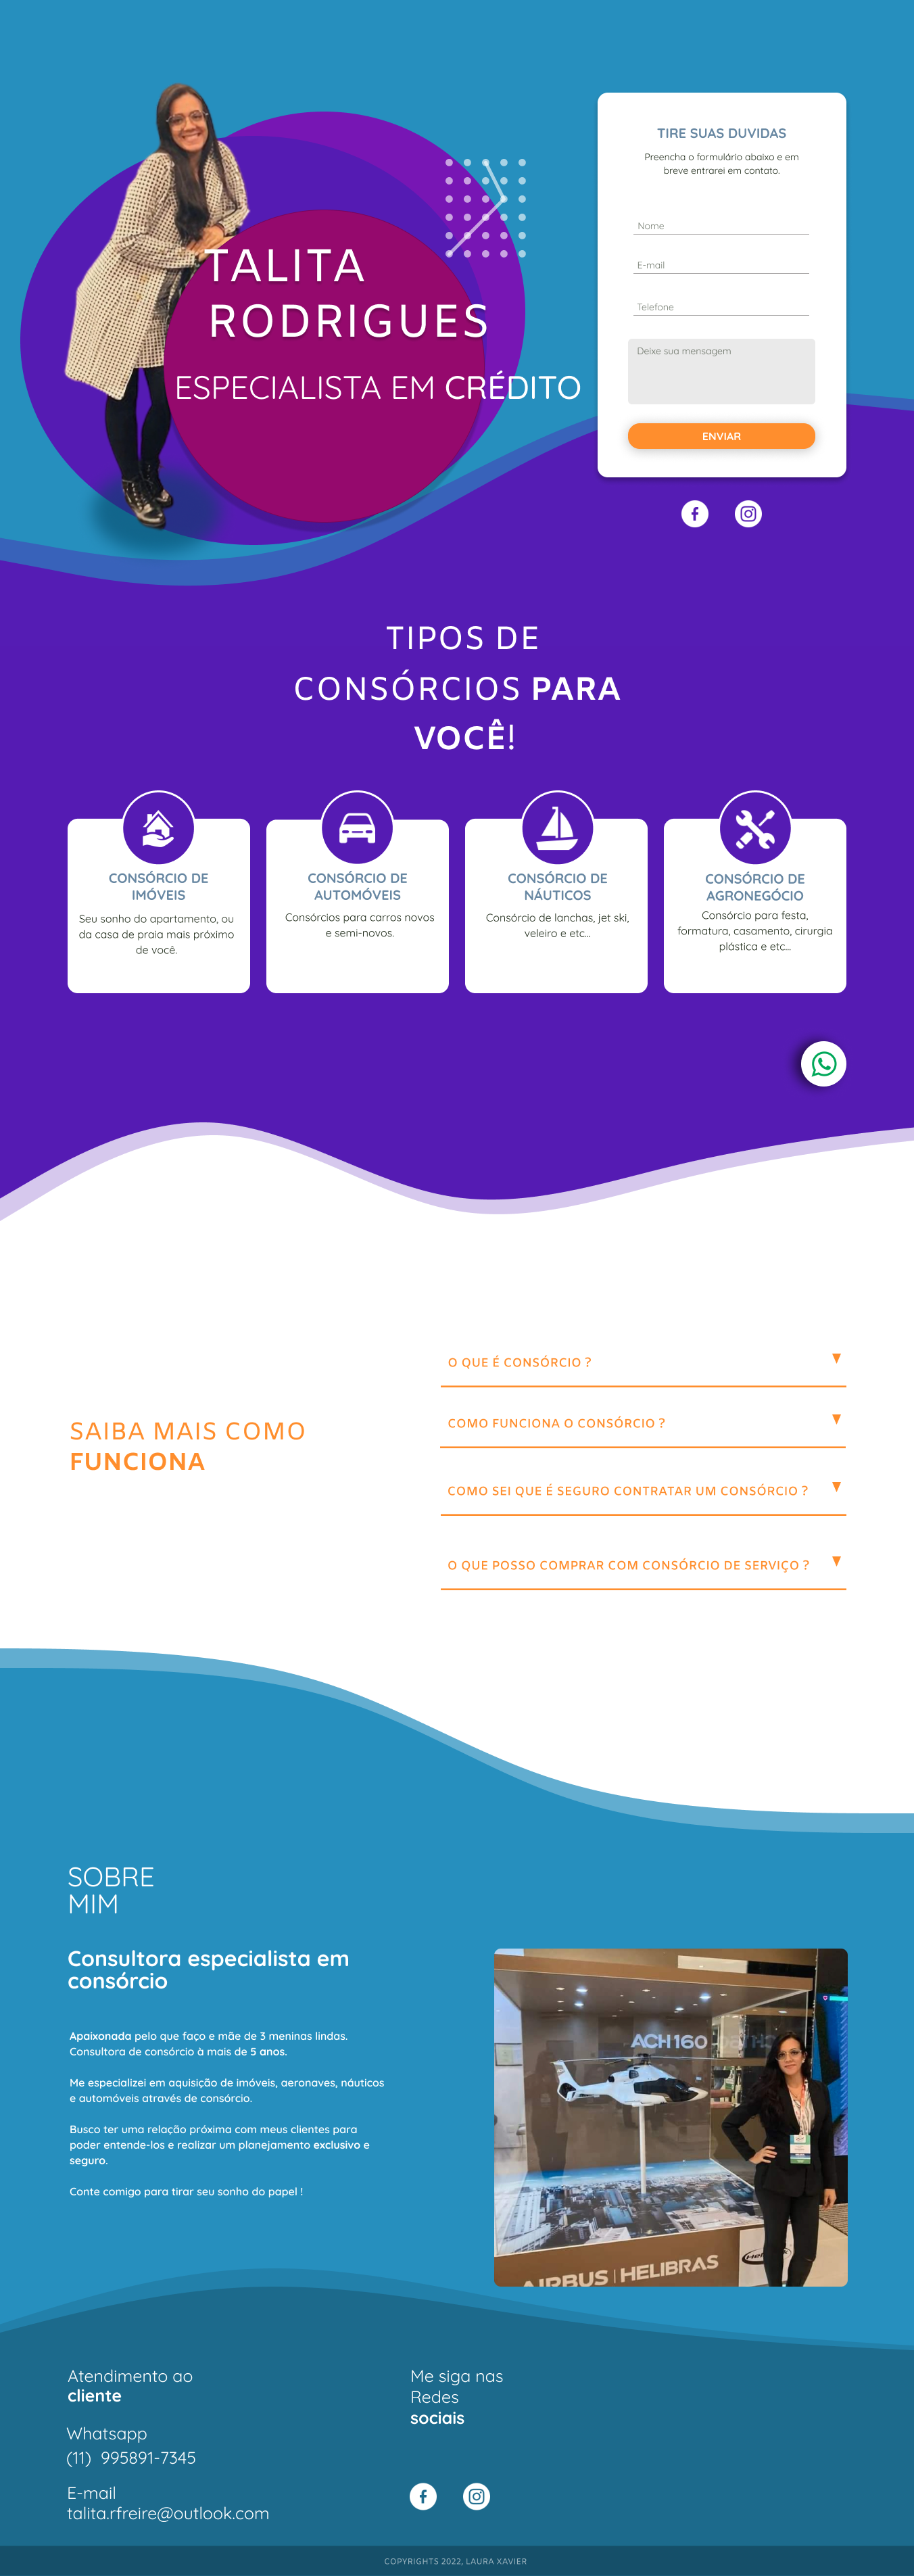 TALITA
RODRIGUES
ESPECIALISTA EM CRÉDITO
TIRE SUAS DUVIDAS
Preencha o formulário abaixo e em
breve entrarei em contato.
Nome
E-mail
Telefone
Deixe sua mensagem
ENVIAR
TIPOS DE
CONSÓRCIOS PARA
VOCÊ!
CONSÓRCIO DE
IMÓVEIS
Seu sonho do apartamento, ou
da casa de praia mais próximo
de você.
CONSÓRCIO DE
AUTOMÓVEIS
Consórcios para carros novos
e semi-novos.
CONSÓRCIO DE
NÁUTICOS
Consórcio de lanchas, jet ski,
veleiro e etc...
CONSÓRCIO DE
AGRONEGÓCIO
Consórcio para festa,
formatura, casamento, cirurgia
plástica e etc...
SAIBA MAIS COMO
FUNCIONA
O QUE É CONSÓRCIO ?
COMO FUNCIONA O CONSÓRCIO ?
COMO SEI QUE É SEGURO CONTRATAR UM CONSÓRCIO ?
O QUE POSSO COMPRAR COM CONSÓRCIO DE SERVIÇO ?
SOBRE
MIM
Consultora especialista em
consórcio
Apaixonada pelo que faço e mãe de 3 meninas lindas.
Consultora de consórcio à mais de 5 anos.
Me especializei em aquisição de imóveis, aeronaves, náuticos
e automóveis através de consórcio.
Busco ter uma relação próxima com meus clientes para
poder entende-los e realizar um planejamento exclusivo e
seguro.
Conte comigo para tirar seu sonho do papel !
ACH160
AIRBUS | HELIBRAS
Atendimento ao
cliente
Whatsapp
(11) 995891-7345
E-mail
talita.rfreire@outlook.com
Me siga nas
Redes
sociais
COPYRIGHTS 2022, LAURA XAVIER